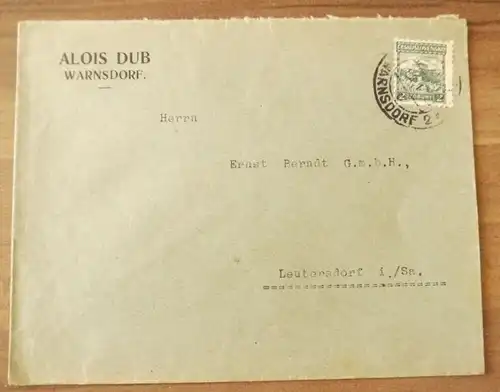 ALOIS DUB
WARNSDORF.
WARNSDORF 2
Herrn
Ernst Berndt G.m.b.H.,
Leutersdorf i./Sa.